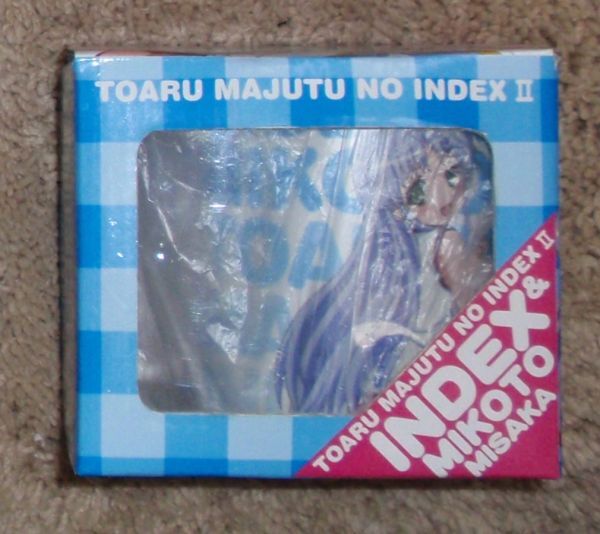 TOARU MAJUTU NO INDEX II
TOARU MAJUTU NO INDEX II
INDEX &
MIKOTO
MISAKA